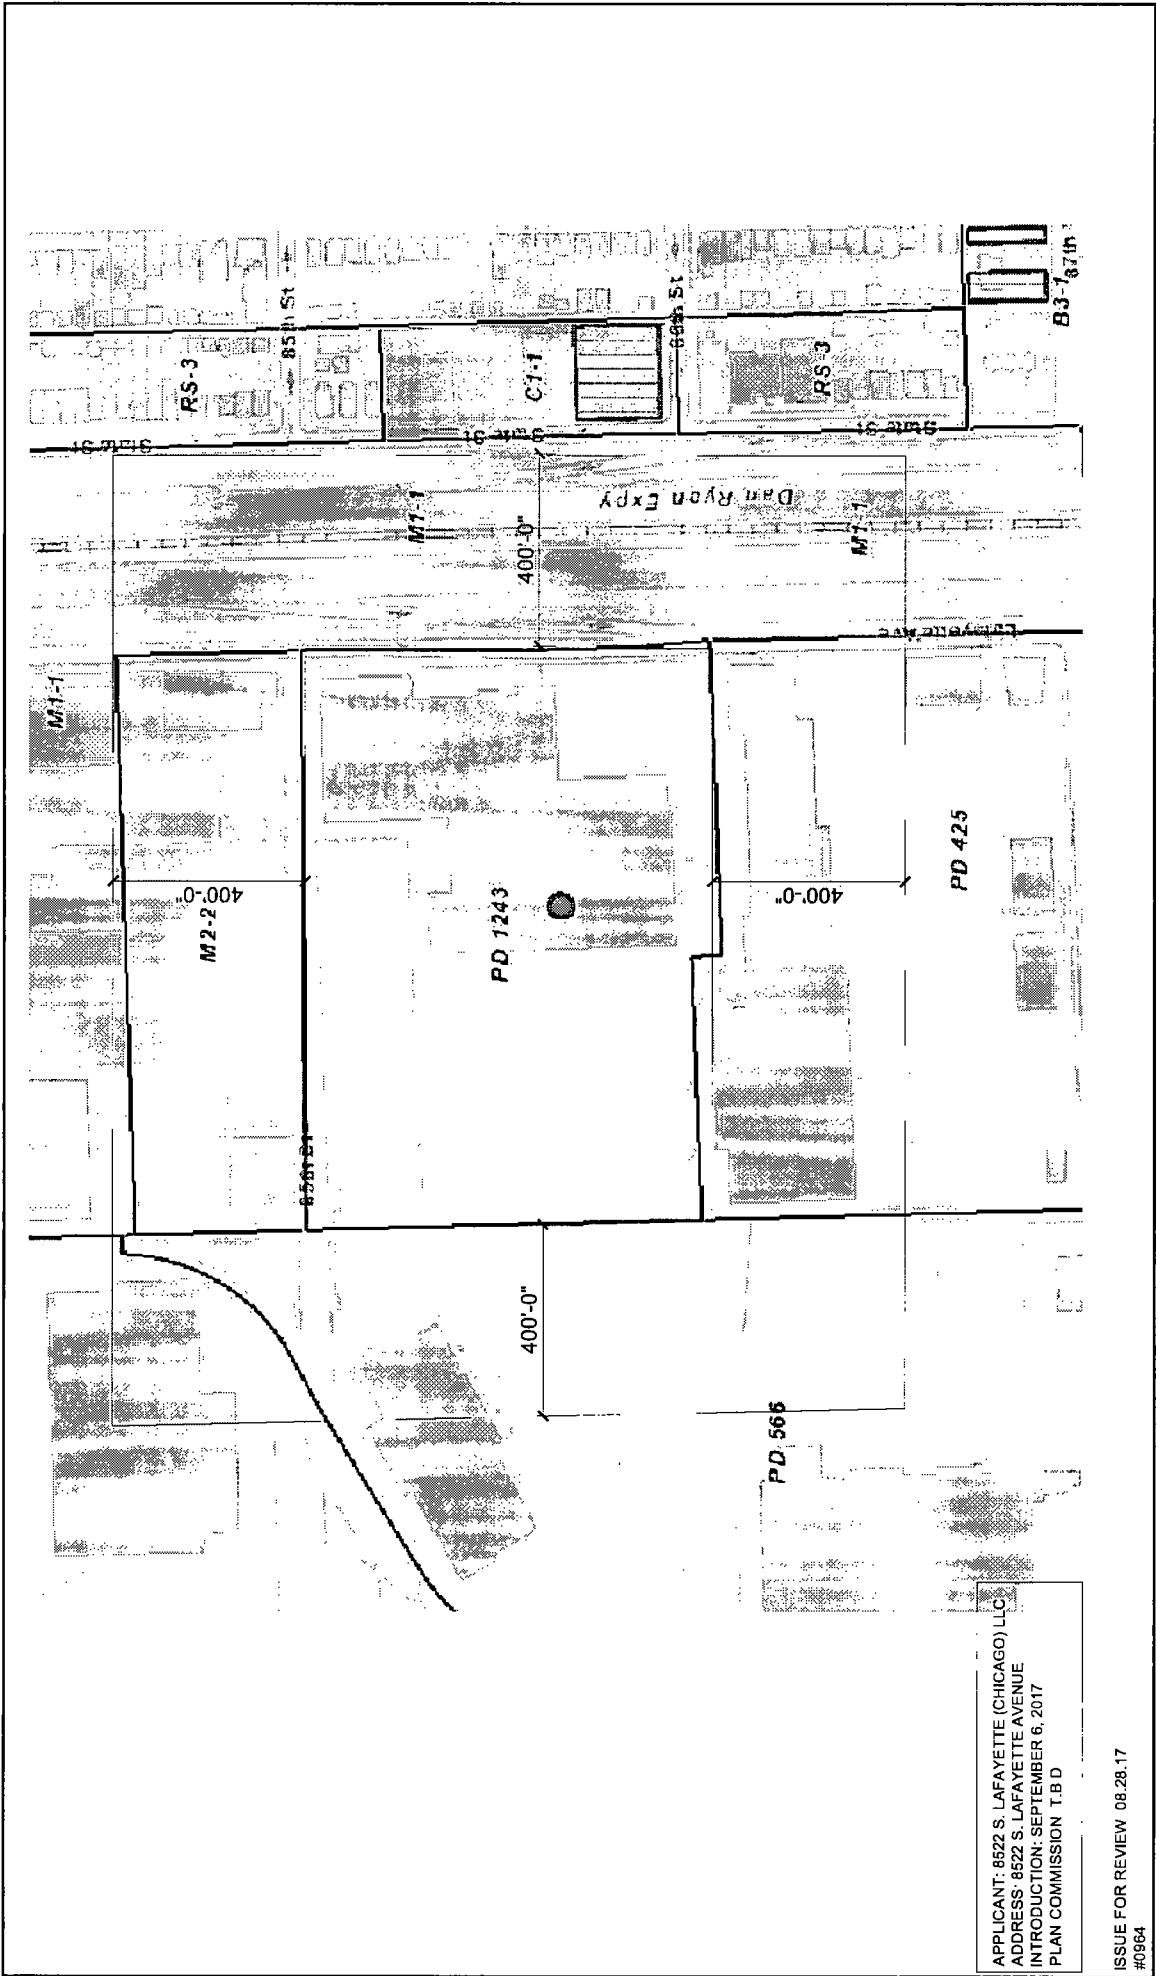 RS-3
85th St
State St
C1-1
State St
86th St
RS-3
State St
B3-1
87th
M1-1
Dan Ryan Expy
M1-1
400'-0"
Lafayette Ave
M1-1
400'-0"
M2-2
PD 1243
400'-0"
PD 425
85th St
400'-0"
PD 566
APPLICANT: 8522 S. LAFAYETTE (CHICAGO) LLC
ADDRESS: 8522 S. LAFAYETTE AVENUE
INTRODUCTION: SEPTEMBER 6, 2017
PLAN COMMISSION T.B D
ISSUE FOR REVIEW 08.28.17
#0964